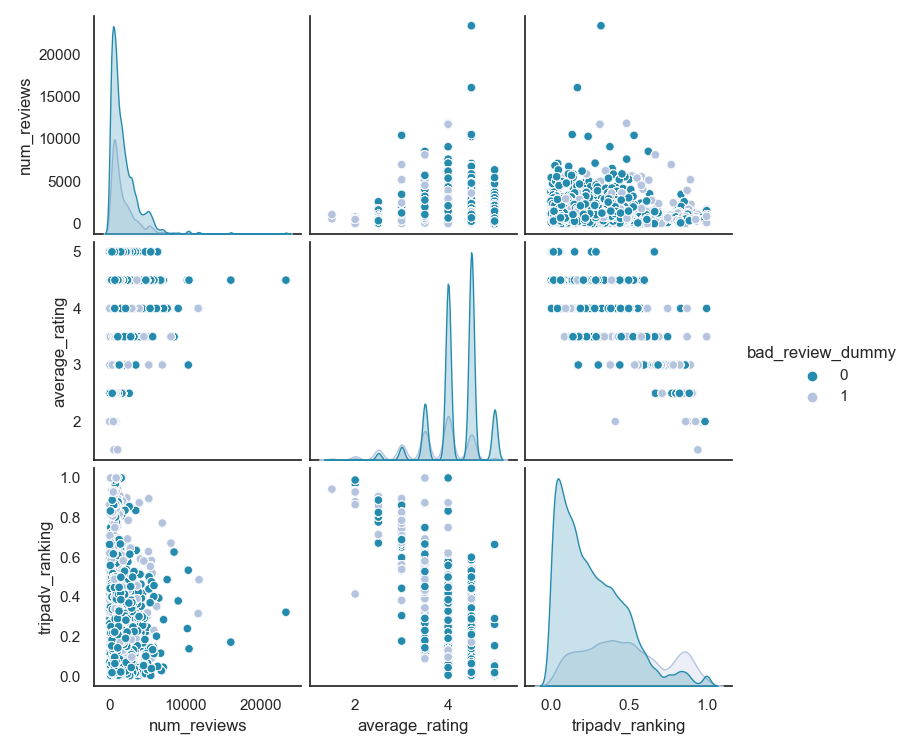 num_reviews
20000
15000
10000
5000
0
average_rating
5
4
3
2
bad_review_dummy
0
1
tripadv_ranking
1.0
0.8
0.6
0.4
0.2
0.0
0 10000 20000
2 4
0.0 0.5 1.0
num_reviews
average_rating
tripadv_ranking